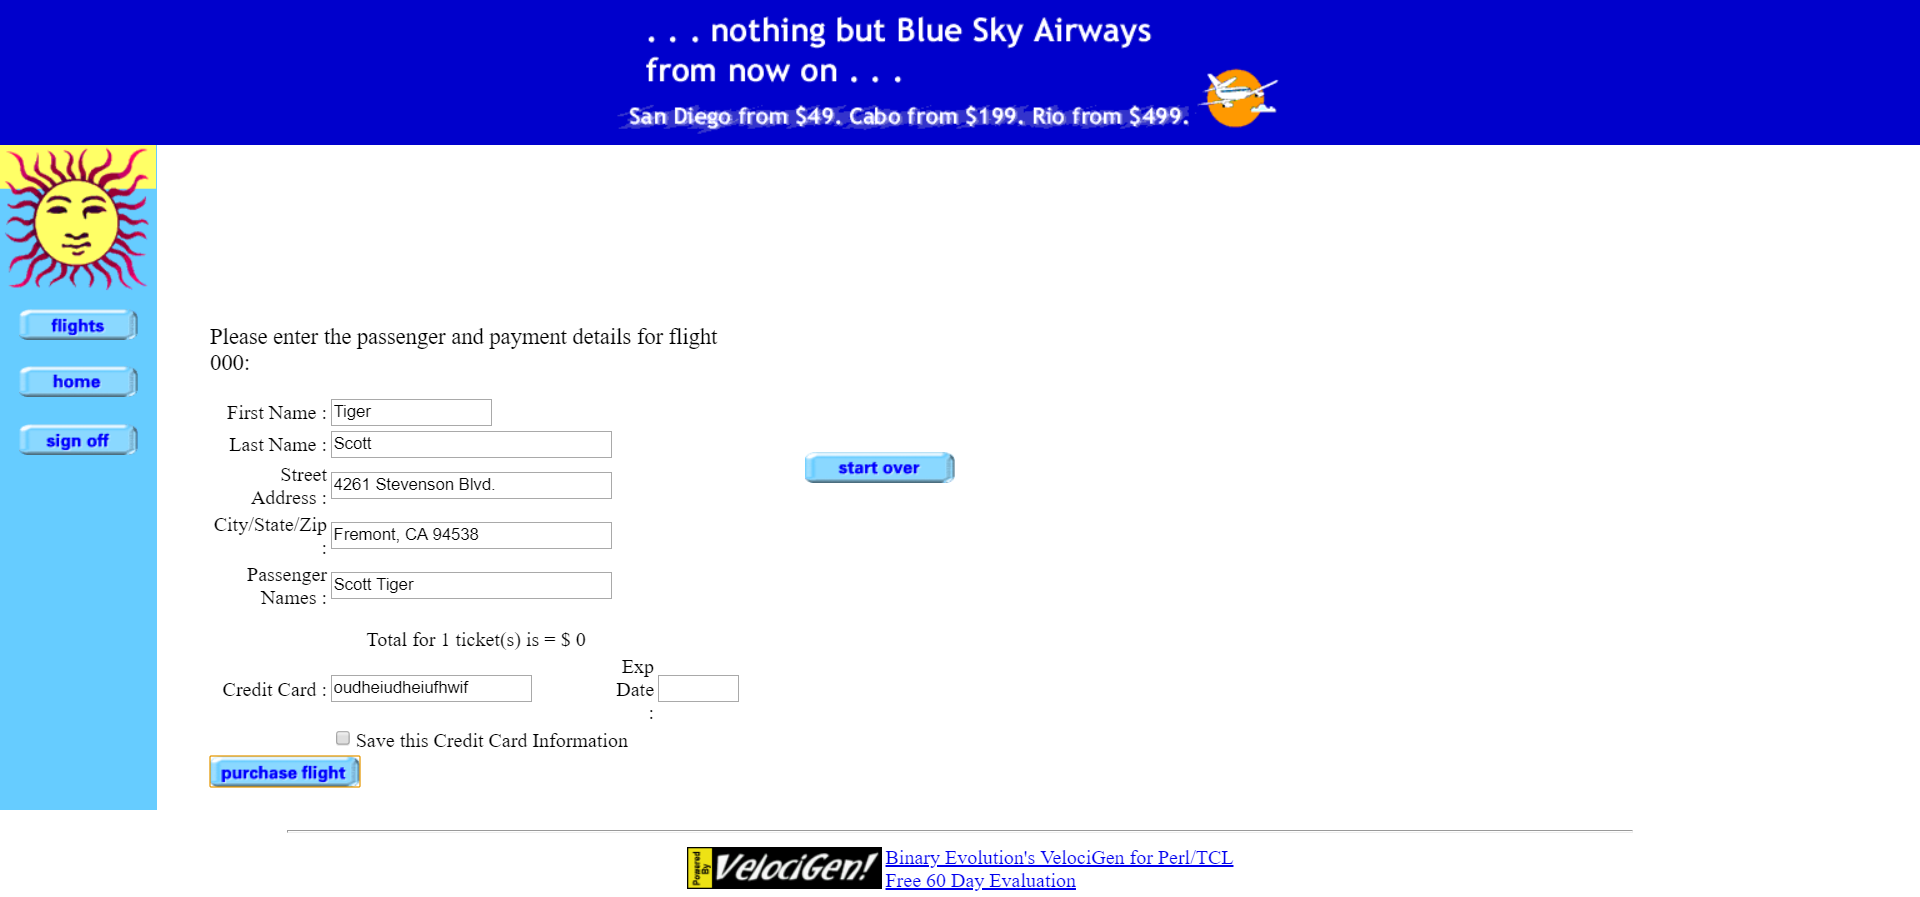 . . . nothing but Blue Sky Airways
from now on . . .
San Diego from $49. Cabo from $199. Rio from $499.
flights
home
sign off
Please enter the passenger and payment details for flight
000:
First Name : Tiger
Last Name : Scott
Street
Address : 4261 Stevenson Blvd.
City/State/Zip
: Fremont, CA 94538
Passenger
Names : Scott Tiger
start over
Total for 1 ticket(s) is = $ 0
Credit Card : oudheiudheiufhwif
Exp
Date
:
Save this Credit Card Information
purchase flight
Powered
By
VelociGen!
Binary Evolution's VelociGen for Perl/TCL
Free 60 Day Evaluation